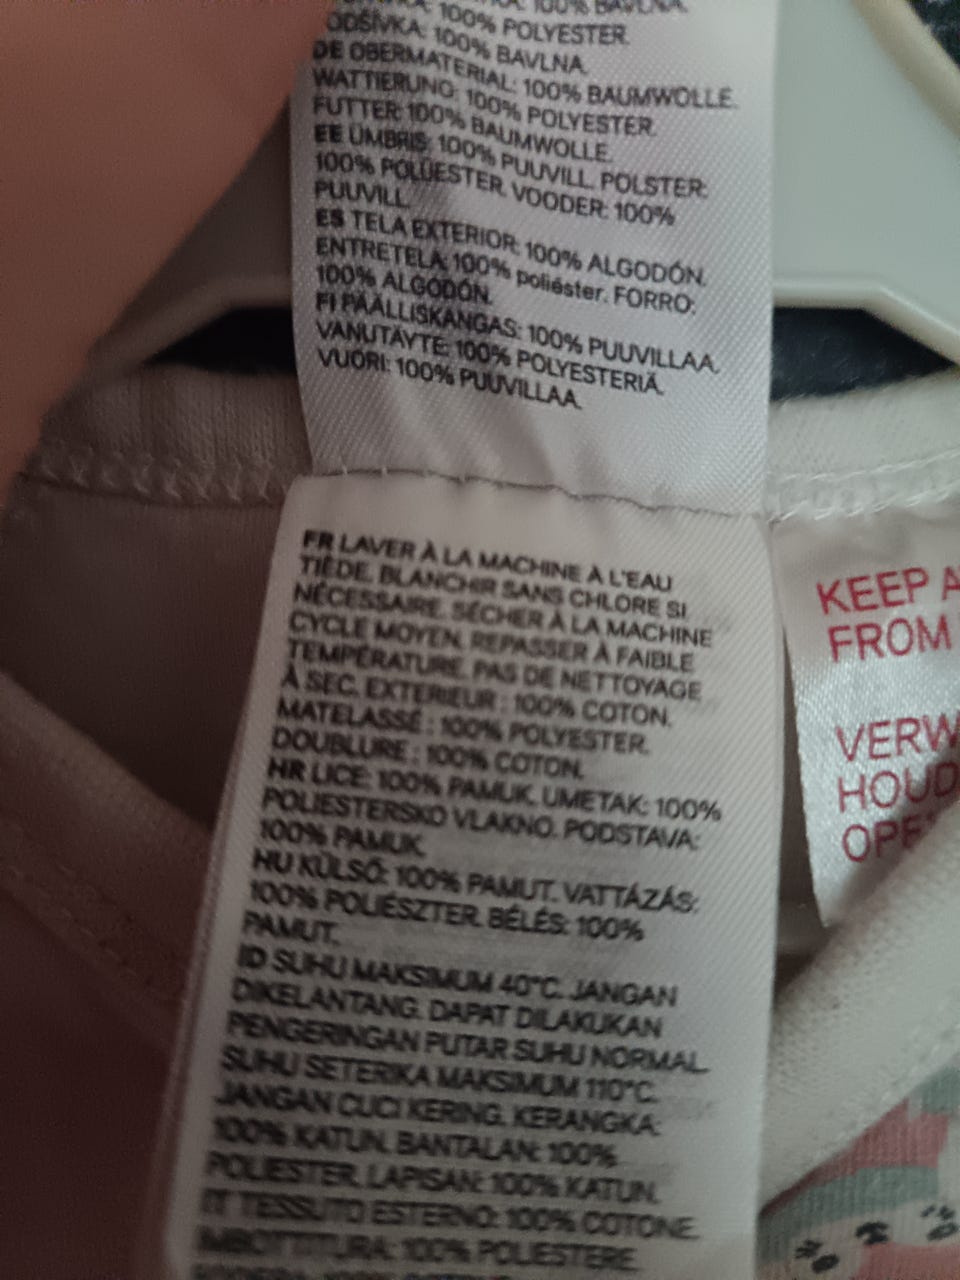 100% BAVLNA.
100% POLYESTER.
PODŠÍVKA: 100% BAVLNA.
DE OBERMATERIAL: 100% BAUMWOLLE.
WATTIERUNG: 100% POLYESTER.
FUTTER: 100% BAUMWOLLE.
EE ÜMBRIS: 100% PUUVILL. POLSTER:
100% POLÜESTER. VOODER: 100%
PUUVILL.
ES TELA EXTERIOR: 100% ALGODÓN.
ENTRETELA: 100% poliéster. FORRO:
100% ALGODÓN.
FI PÄÄLLISKANGAS: 100% PUUVILLAA.
VANUTÄYTE: 100% POLYESTERIÄ.
VUORI: 100% PUUVILLAA.
FR LAVER À LA MACHINE À L'EAU
TIÈDE. BLANCHIR SANS CHLORE SI
NÉCESSAIRE. SÉCHER À LA MACHINE
CYCLE MOYEN. REPASSER À FAIBLE
TEMPÉRATURE. PAS DE NETTOYAGE
À SEC. EXTERIEUR : 100% COTON.
MATELASSÉ : 100% POLYESTER.
DOUBLURE : 100% COTON.
HR LICE: 100% PAMUK. UMETAK: 100%
POLIESTERSKO VLAKNO. PODSTAVA:
100% PAMUK.
HU KÜLSŐ: 100% PAMUT. VATTÁZÁS:
100% POLIÉSZTER. BÉLÉS: 100%
PAMUT.
ID SUHU MAKSIMUM 40°C. JANGAN
DIKELANTANG. DAPAT DILAKUKAN
PENGERINGAN PUTAR SUHU NORMAL.
SUHU SETERIKA MAKSIMUM 110°C.
JANGAN CUCI KERING. KERANGKA:
100% KATUN. BANTALAN: 100%
POLIESTER. LAPISAN: 100% KATUN.
IT TESSUTO ESTERNO: 100% COTONE.
IMBOTTITURA: 100% POLIESTERE.
KEEP A
FROM
VERW
HOUD
OPE